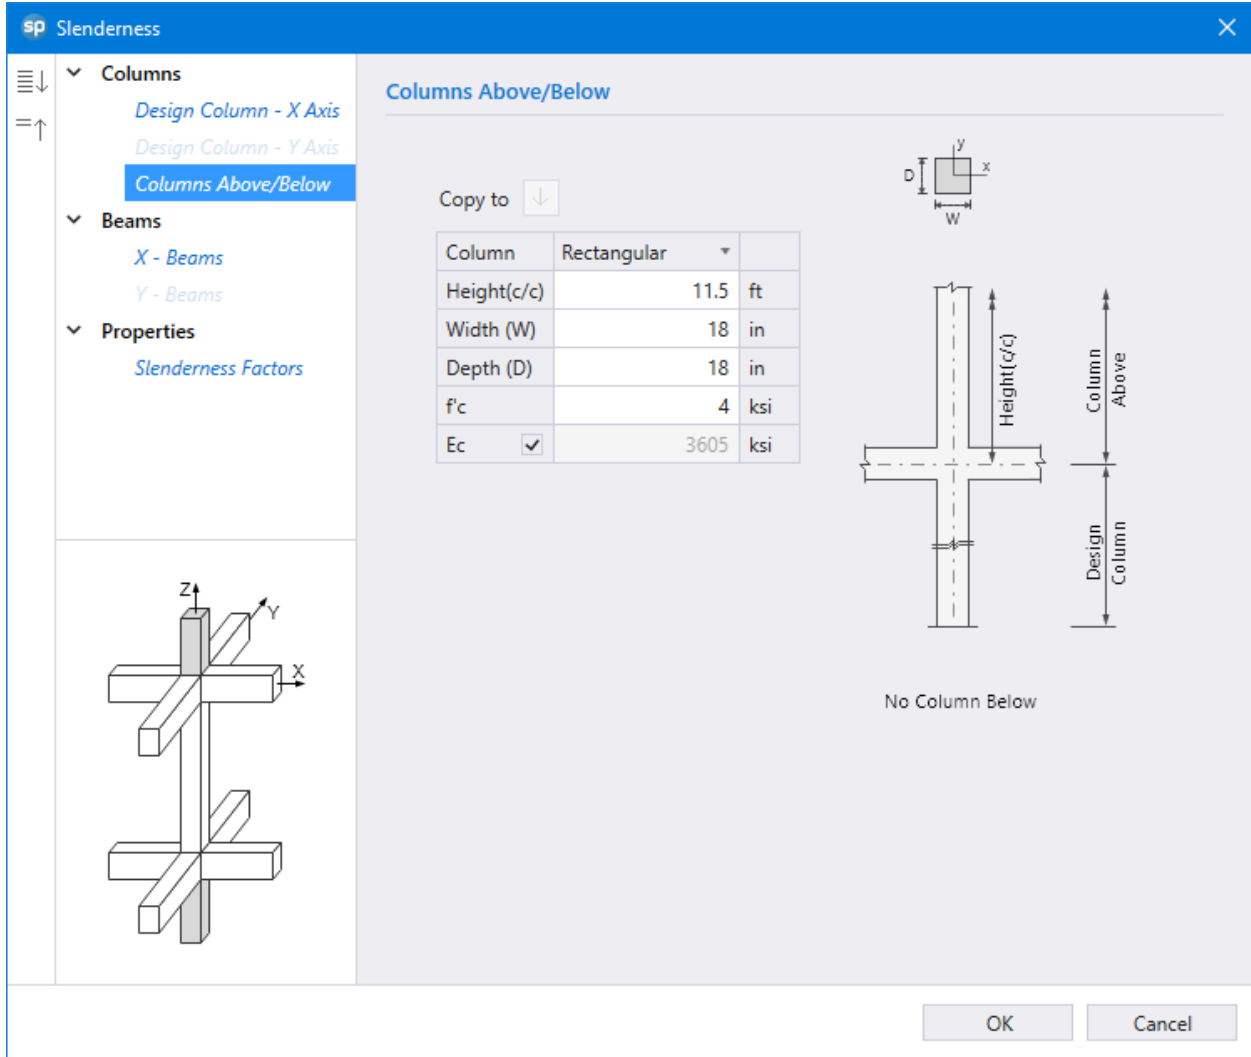 sp Slenderness
Columns
Design Column - X Axis
Design Column - Y Axis
Columns Above/Below
Beams
X - Beams
Y - Beams
Properties
Slenderness Factors
Z
Y
X
Columns Above/Below
Copy to
Column Rectangular
Height(c/c) 11.5 ft
Width (W) 18 in
Depth (D) 18 in
f'c 4 ksi
Ec 3605 ksi
y
D x
W
Height(c/c)
Column
Above
Design
Column
No Column Below
OK Cancel